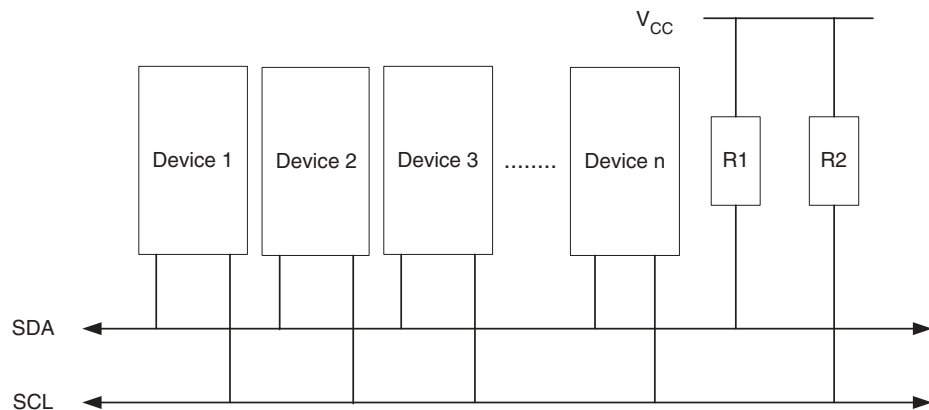 VCC
Device 1 Device 2 Device 3 ........ Device n R1 R2
SDA
SCL